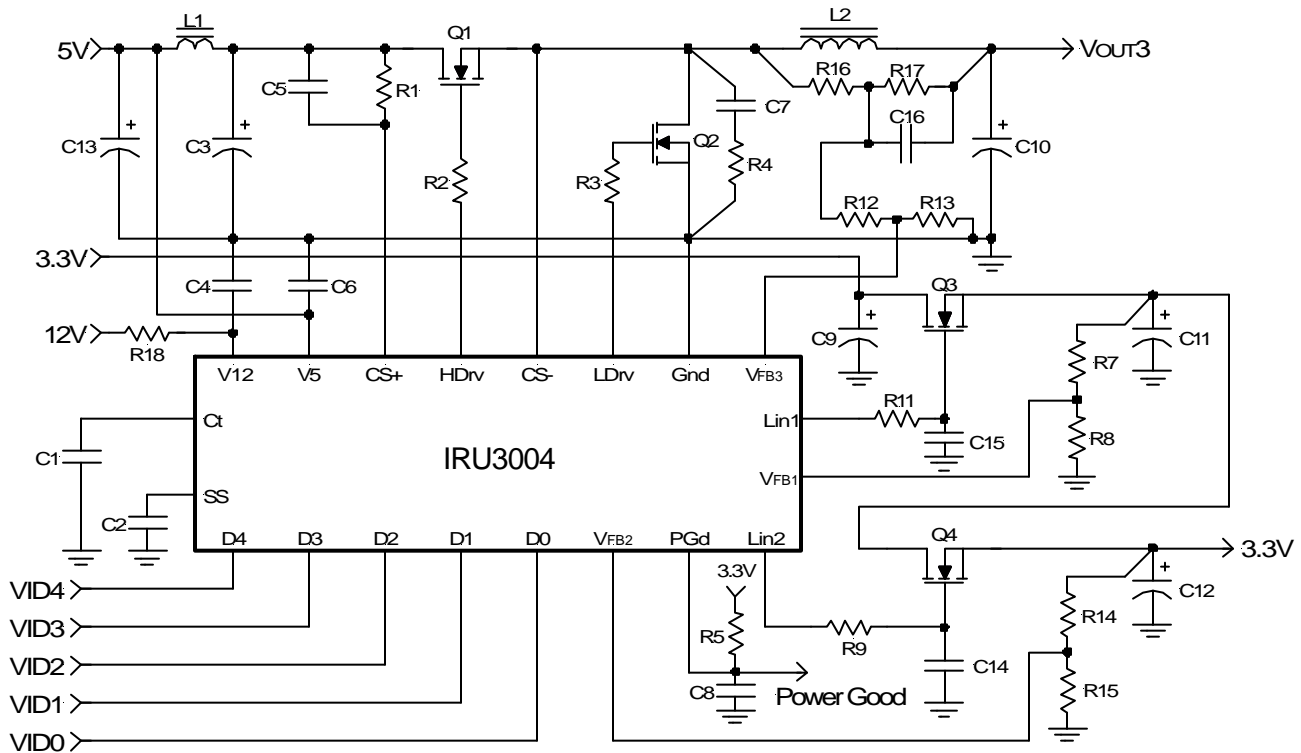 L1
Q1
L2
5V
VOUT3
R16
R17
C5
R1
C7
C16
C13
C3
Q2
C10
R2
R3
R4
R12
R13
3.3V
C4
C6
Q3
12V
R18
C9
C11
R7
V12
V5
CS+
HDrv
CS-
LDrv
Gnd
VFB3
R11
Ct
Lin1
R8
C15
C1
IRU3004
VFB1
SS
C2
D4
D3
D2
D1
D0
VFB2
PGd
Lin2
Q4
3.3V
3.3V
VID4
C12
R14
VID3
R5
R9
VID2
C14
C8
R15
VID1
Power Good
VID0